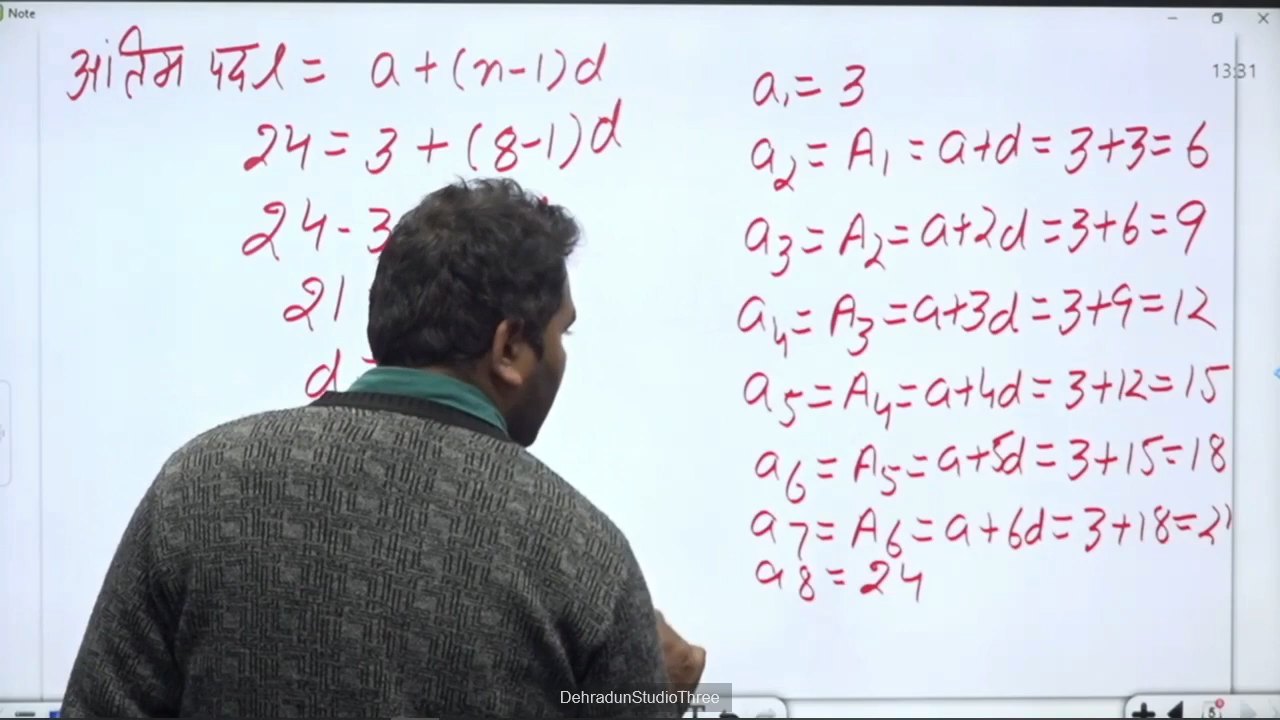 Note
13:31
अंतिम पद l = a + (n-1)d
24 = 3 + (8-1)d
24 - 3
21
d =
a₁ = 3
a₂ = A₁ = a+d = 3+3 = 6
a₃ = A₂ = a+2d = 3+6 = 9
a₄ = A₃ = a+3d = 3+9 = 12
a₅ = A₄ = a+4d = 3+12 = 15
a₆ = A₅ = a+5d = 3+15 = 18
a₇ = A₆ = a+6d = 3+18 = 21
a₈ = 24
DehradunStudioThree